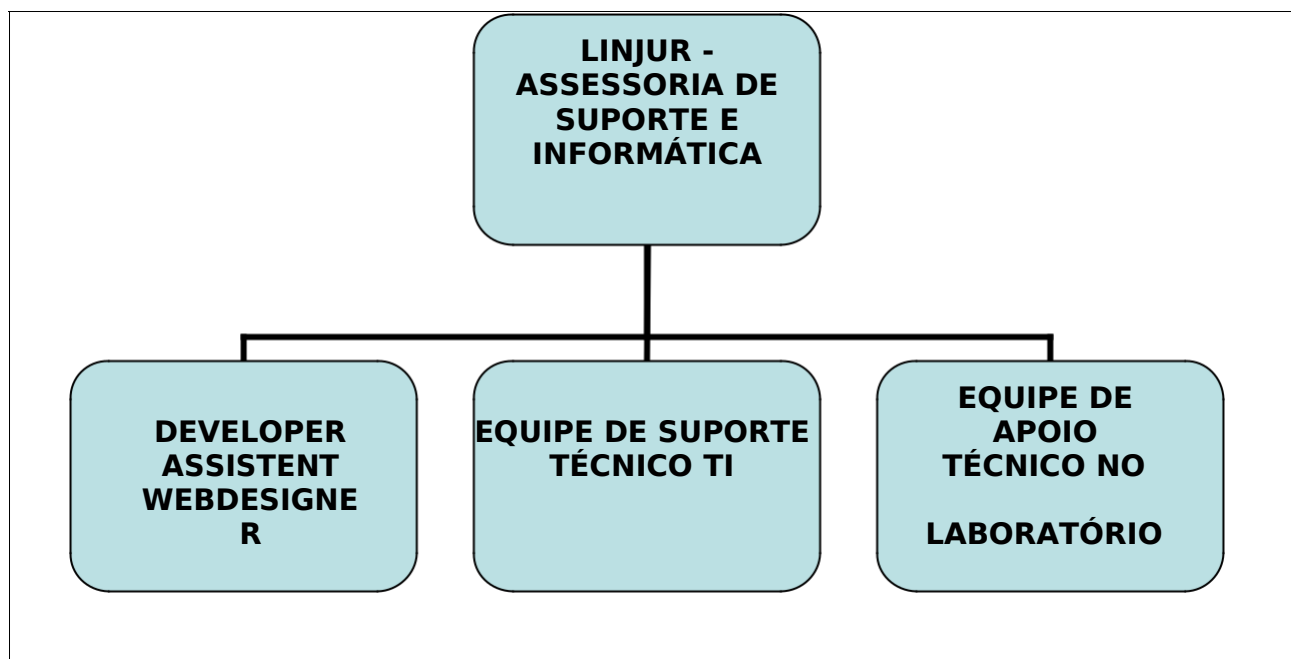 LINJUR -
ASSESSORIA DE
SUPORTE E
INFORMÁTICA
DEVELOPER
ASSISTENT
WEBDESIGNE
R
EQUIPE DE SUPORTE
TÉCNICO TI
EQUIPE DE
APOIO
TÉCNICO NO
LABORATÓRIO